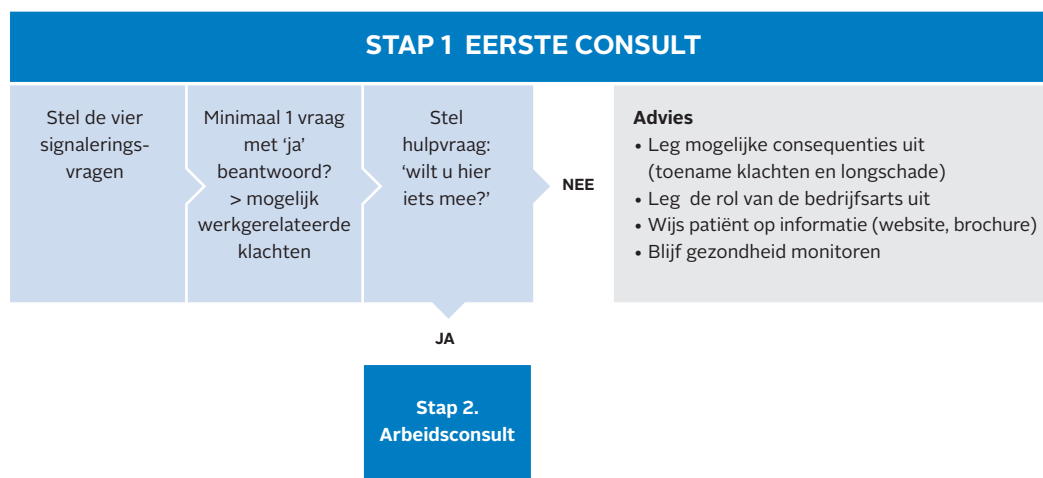 STAP 1 EERSTE CONSULT
Stel de vier
signalerings-
vragen
Minimaal 1 vraag
met ‘ja’
beantwoord?
> mogelijk
werkgerelateerde
klachten
Stel
hulpvraag:
‘wilt u hier
iets mee?’
NEE
Advies
• Leg mogelijke consequenties uit
(toename klachten en longschade)
• Leg de rol van de bedrijfsarts uit
• Wijs patiënt op informatie (website, brochure)
• Blijf gezondheid monitoren
JA
Stap 2.
Arbeidsconsult